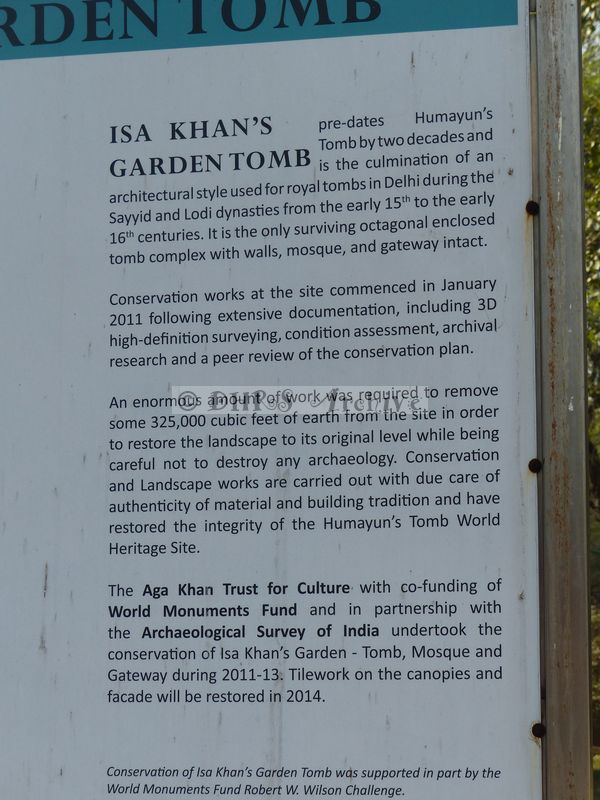 RDEN TOMB
ISA KHAN'S
GARDEN TOMB
pre-dates Humayun's
Tomb by two decades and
is the culmination of an
architectural style used for royal tombs in Delhi during the
Sayyid and Lodi dynasties from the early 15th to the early
16th centuries. It is the only surviving octagonal enclosed
tomb complex with walls, mosque, and gateway intact.
Conservation works at the site commenced in January
2011 following extensive documentation, including 3D
high-definition surveying, condition assessment, archival
research and a peer review of the conservation plan.
An enormous amount of work was required to remove
© DHRS Archive
some 325,000 cubic feet of earth from the site in order
to restore the landscape to its original level while being
careful not to destroy any archaeology. Conservation
and Landscape works are carried out with due care of
authenticity of material and building tradition and have
restored the integrity of the Humayun's Tomb World
Heritage Site.
The Aga Khan Trust for Culture with co-funding of
World Monuments Fund and in partnership with
the Archaeological Survey of India undertook the
conservation of Isa Khan's Garden - Tomb, Mosque and
Gateway during 2011-13. Tilework on the canopies and
facade will be restored in 2014.
Conservation of Isa Khan's Garden Tomb was supported in part by the
World Monuments Fund Robert W. Wilson Challenge.